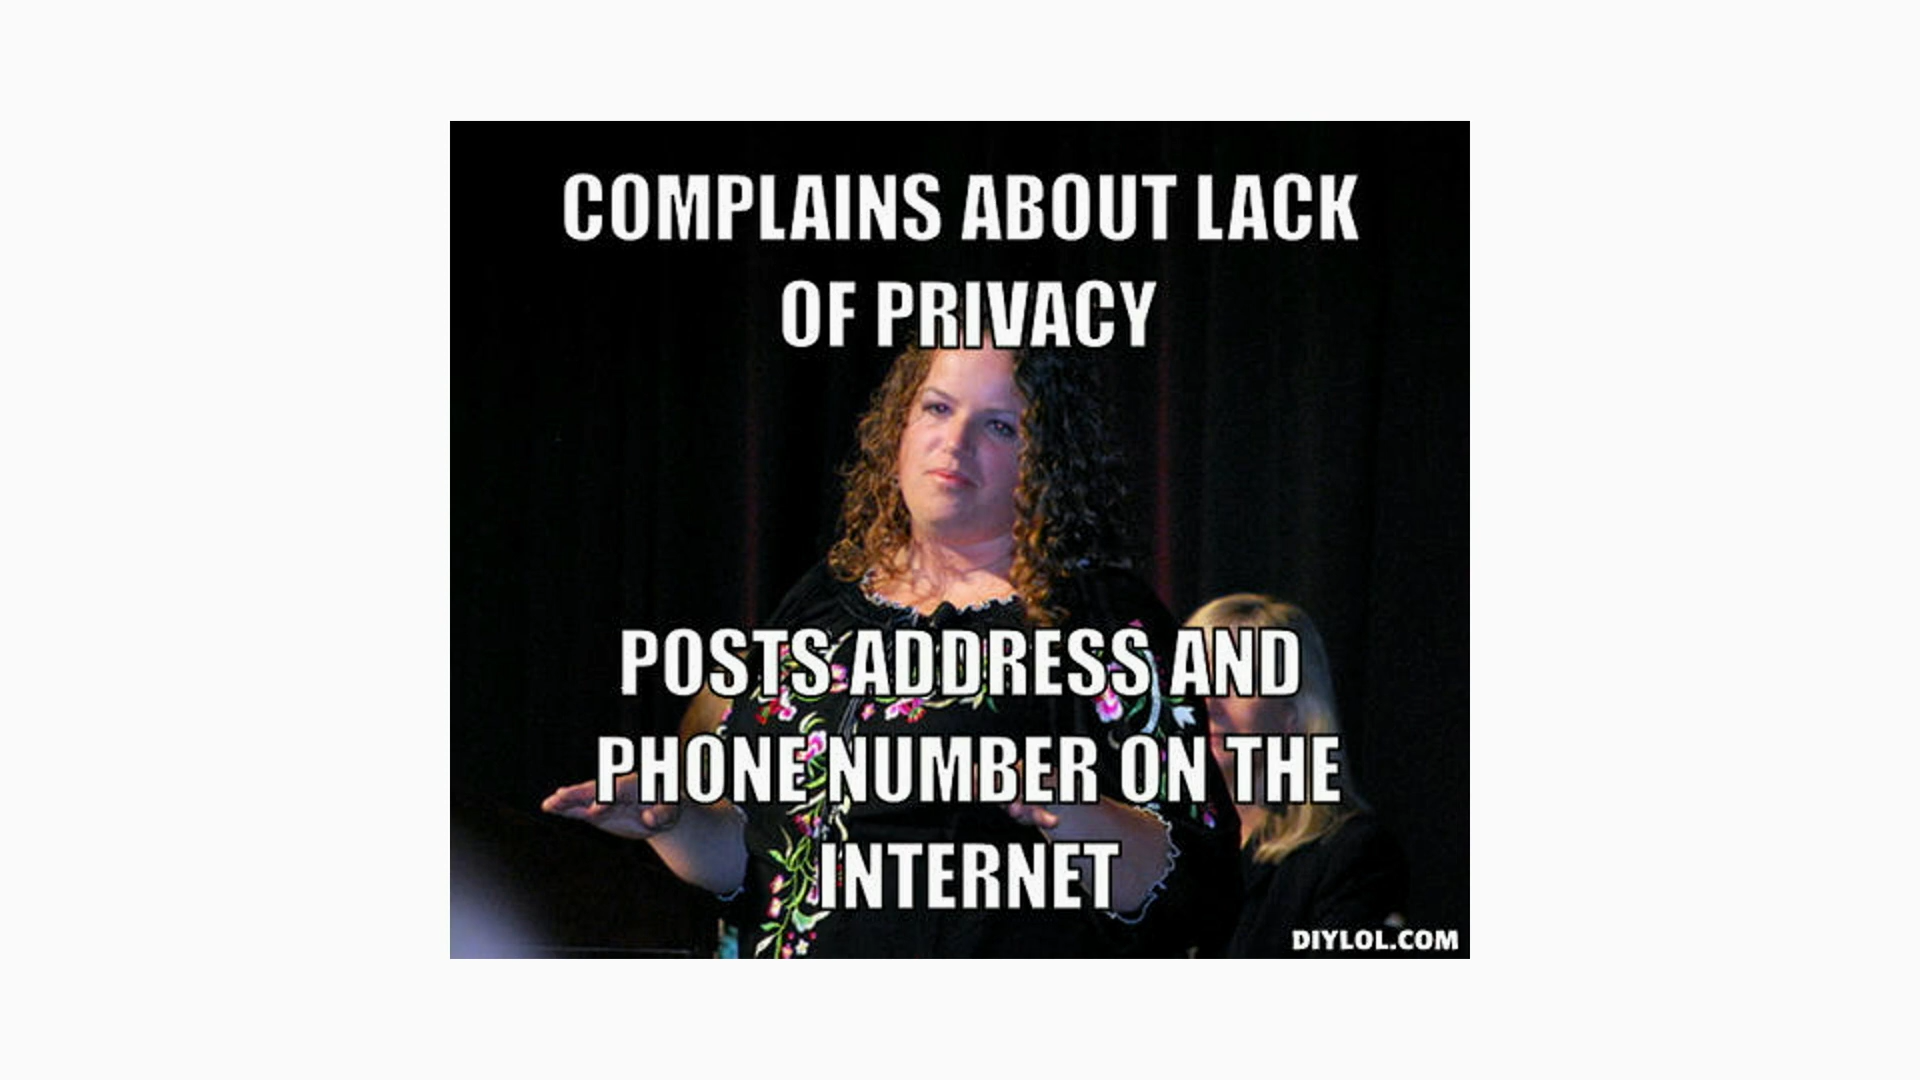 COMPLAINS ABOUT LACK
OF PRIVACY
POSTS ADDRESS AND
PHONE NUMBER ON THE
INTERNET
DIYLOL.COM